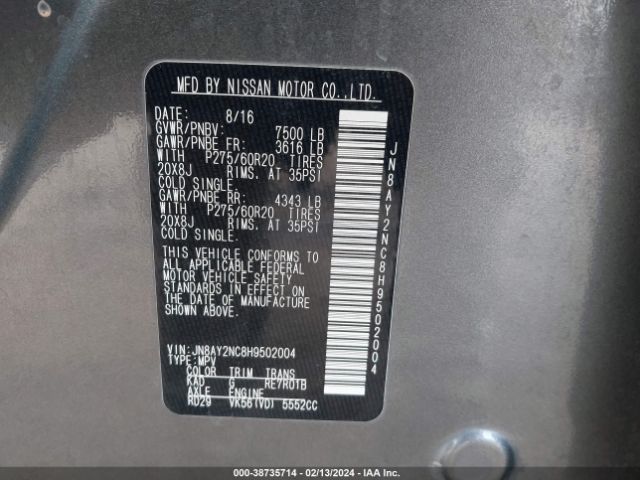 MFD BY NISSAN MOTOR CO.,LTD.
DATE: 8/16
GVWR/PNBV: 7500 LB
GAWR/PNBE FR: 3616 LB
WITH P275/60R20 TIRES
20X8J RIMS. AT 35PSI
COLD SINGLE.
GAWR/PNBE RR: 4343 LB
WITH P275/60R20 TIRES
20X8J RIMS. AT 35PSI
COLD SINGLE.
THIS VEHICLE CONFORMS TO
ALL APPLICABLE FEDERAL
MOTOR VEHICLE SAFETY
STANDARDS IN EFFECT ON
THE DATE OF MANUFACTURE
SHOWN ABOVE.
VIN: JN8AY2NC8H9502004
TYPE: MPV
COLOR TRIM TRANS
KAD G RE7R01B
AXLE ENGINE
RD29 VK56(VD) 5552CC
JN8AY2NC8H9502004
000-38735714 - 02/13/2024 - IAA Inc.